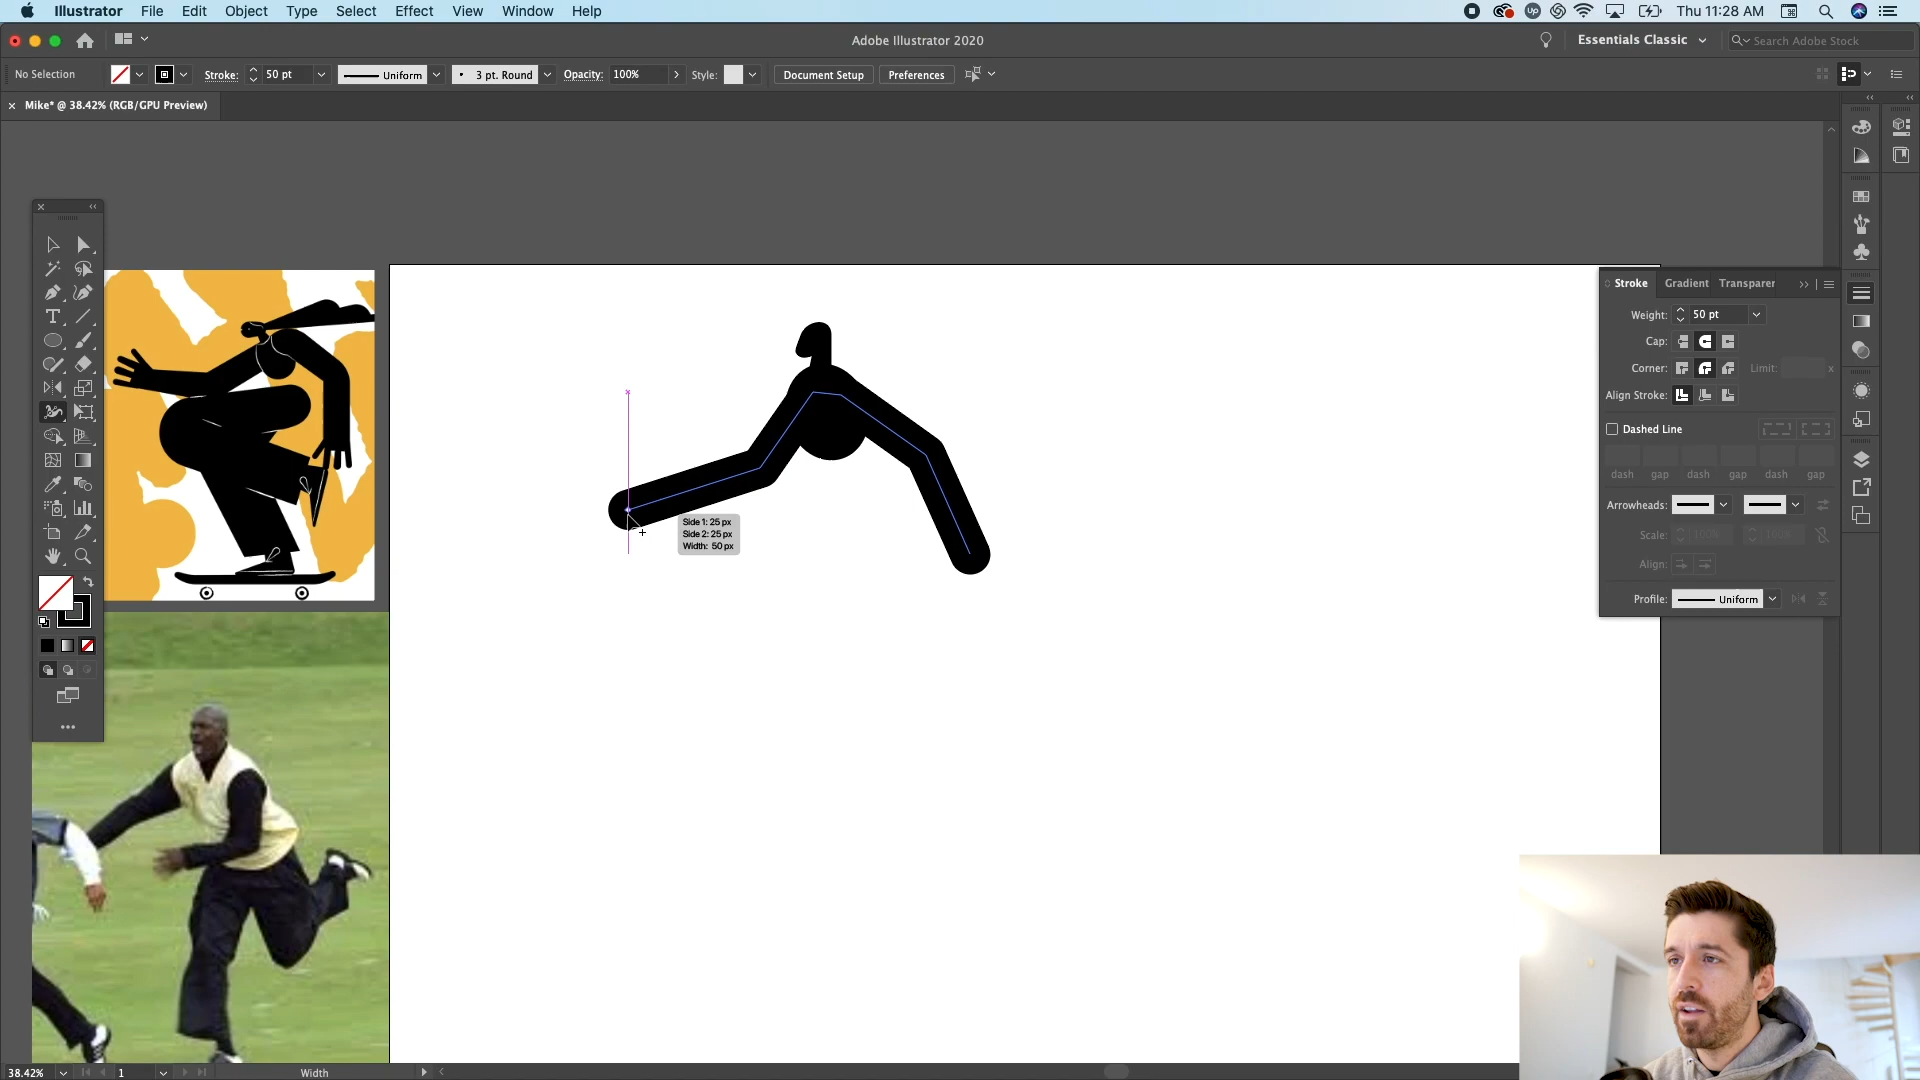 Illustrator File Edit Object Type Select Effect View Window Help
Thu 11:28 AM
Adobe Illustrator 2020
Essentials Classic
Search Adobe Stock
No Selection
Stroke: 50 pt
Uniform
3 pt. Round
Opacity: 100%
Style:
Document Setup
Preferences
× Mike* @ 38.42% (RGB/GPU Preview)
Stroke Gradient Transparer
Weight: 50 pt
Cap:
Corner: Limit: x
Align Stroke:
Dashed Line
dash gap dash gap dash gap
Arrowheads:
Scale: 100% 100%
Align:
Profile: Uniform
Side 1: 25 px
Side 2: 25 px
Width: 50 px
38.42% 1 Width